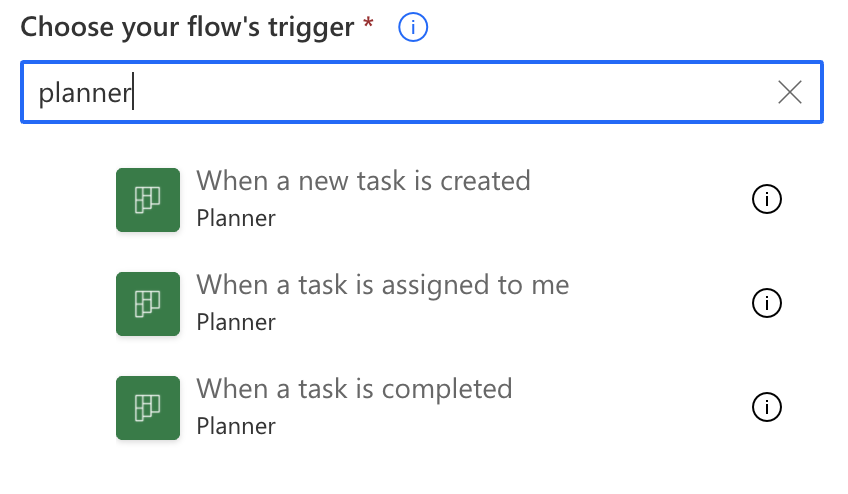 Choose your flow's trigger *
planner
When a new task is created
Planner
When a task is assigned to me
Planner
When a task is completed
Planner